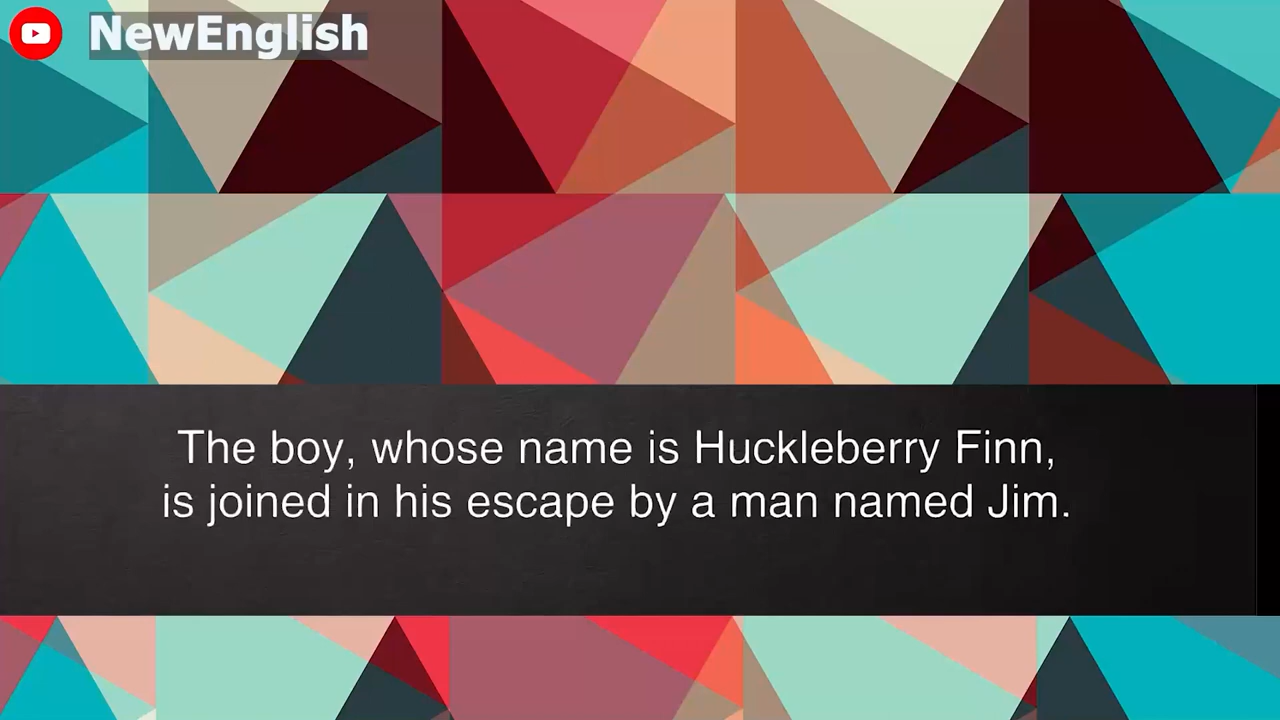 NewEnglish
The boy, whose name is Huckleberry Finn,
is joined in his escape by a man named Jim.